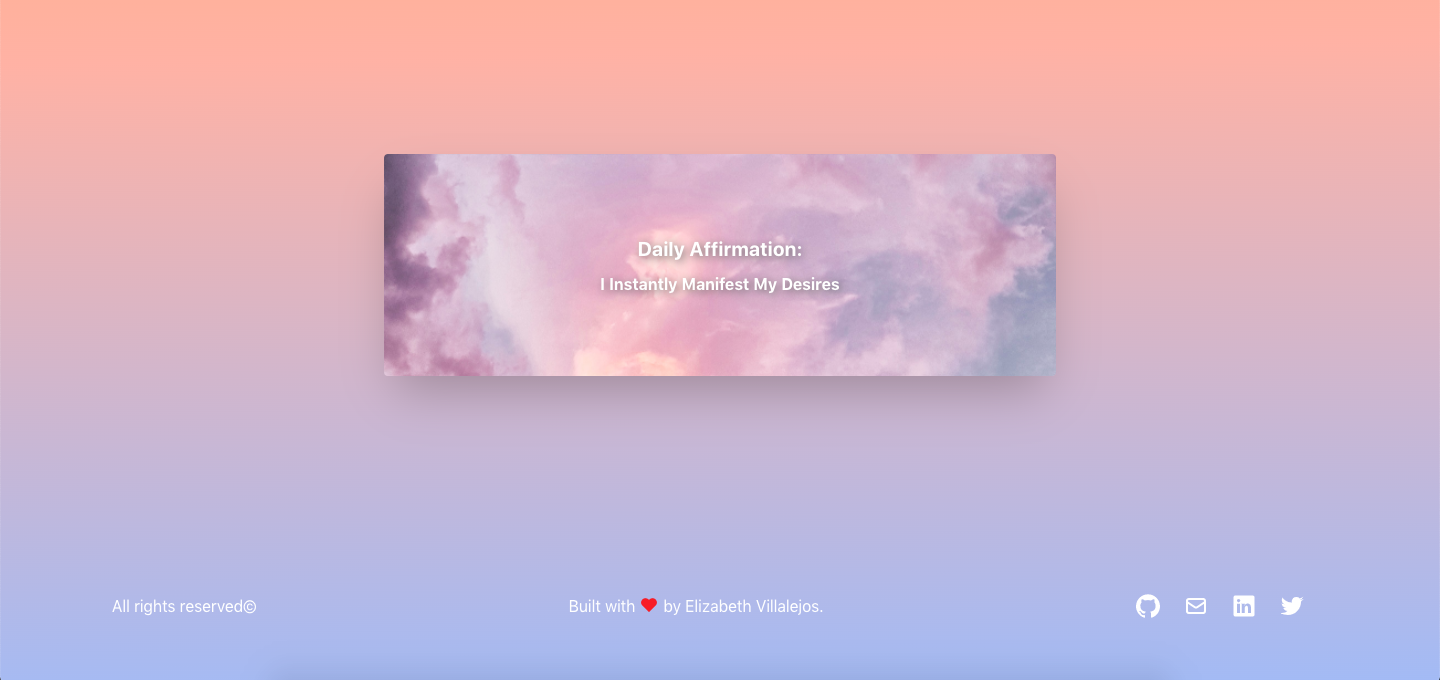 Daily Affirmation:
I Instantly Manifest My Desires
All rights reserved©
Built with ❤ by Elizabeth Villalejos.